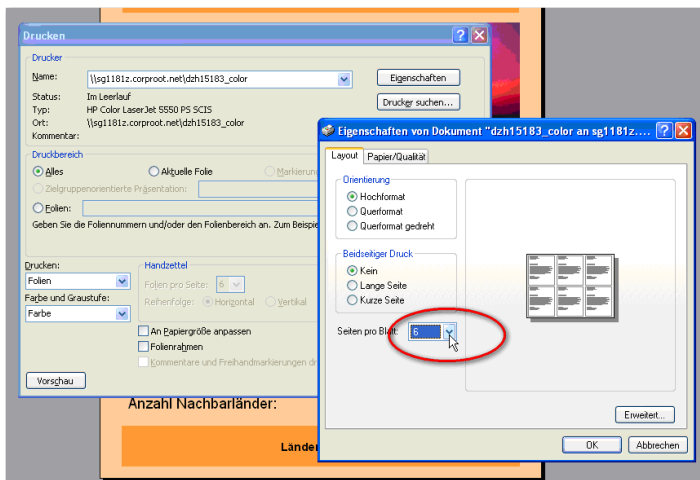 Drucken
Drucker
Name:
\\sg1181z.corproot.net\dzh15183_color
Eigenschaften
Status:
Im Leerlauf
Typ:
HP Color LaserJet 5550 PS SCIS
Drucker suchen...
Ort:
\\sg1181z.corproot.net\dzh15183_color
Kommentar:
Druckbereich
Alles
Aktuelle Folie
Markierun
Zielgruppenorientierte Präsentation:
Folien:
Geben Sie die Foliennummern und/oder den Folienbereich an. Zum Beispie
Drucken:
Folien
Farbe und Graustufe:
Farbe
Handzettel
Folien pro Seite:
6
Reihenfolge:
Horizontal
Vertikal
An Papiergröße anpassen
Folienrahmen
Kommentare und Freihandmarkierungen dr
Vorschau
Eigenschaften von Dokument "dzh15183_color an sg1181z....
Layout
Papier/Qualität
Orientierung
Hochformat
Querformat
Querformat gedreht
Beidseitiger Druck
Kein
Lange Seite
Kurze Seite
Seiten pro Blatt:
6
Erweitert...
OK
Abbrechen
Anzahl Nachbarländer:
Länder